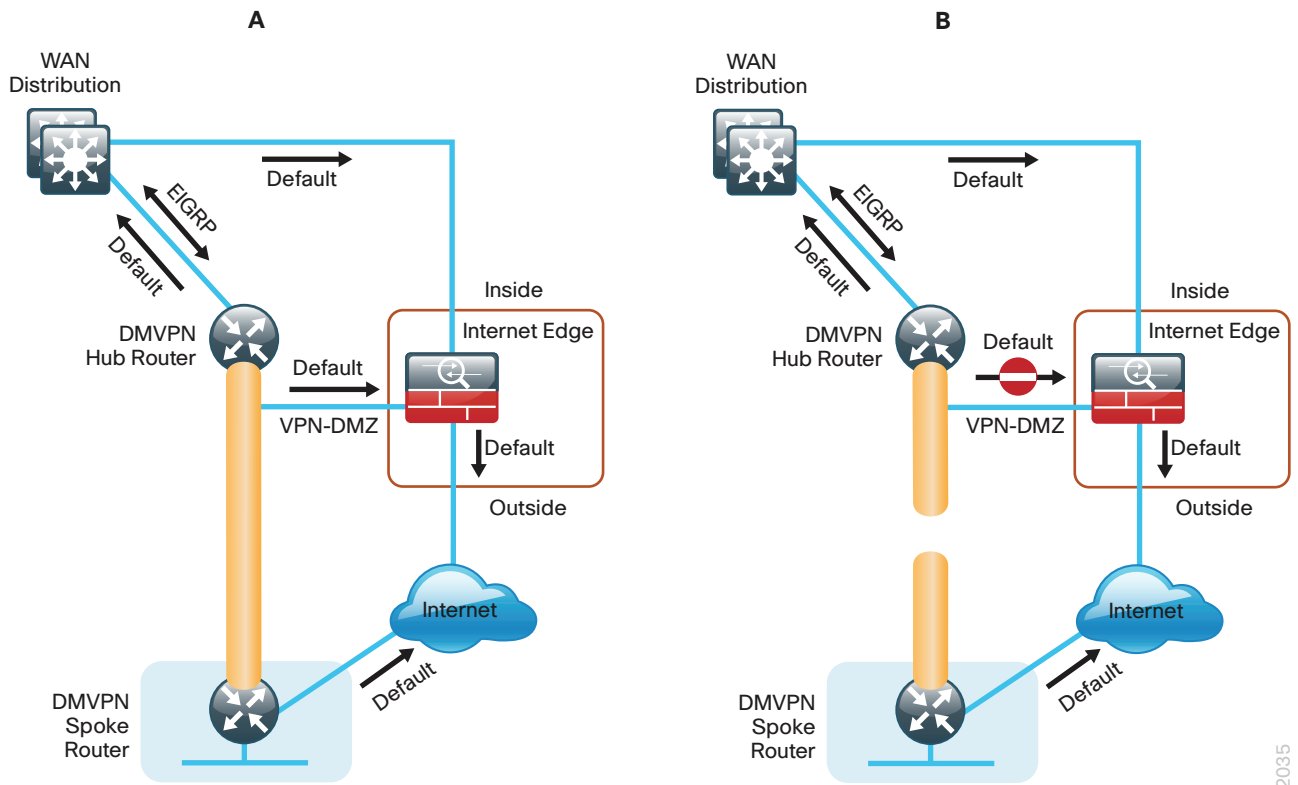 A
WAN
Distribution
Default
EIGRP
Default
Inside
DMVPN
Hub Router
Internet Edge
Default
VPN-DMZ
Default
Outside
Internet
Default
DMVPN
Spoke
Router
B
WAN
Distribution
Default
EIGRP
Default
Inside
DMVPN
Hub Router
Internet Edge
Default
VPN-DMZ
Default
Outside
Internet
Default
DMVPN
Spoke
Router
2035